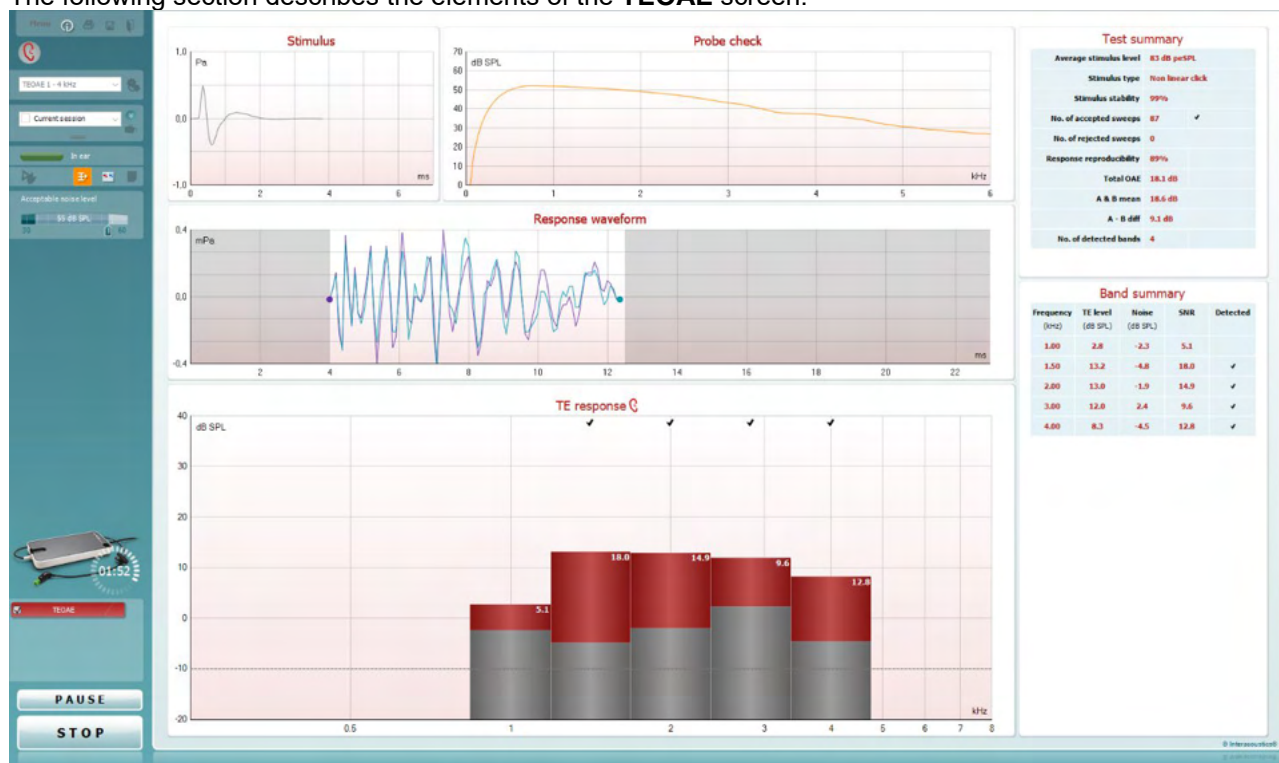 The following section describes the elements of the TEOAE screen.
Menu
TEOAE 1 - 4 kHz
Current session
In ear
Acceptable noise level
55 dB SPL
30 60
01:52
TEOAE
PAUSE
STOP
Stimulus
1,0 Pa
0,0
-1,0 ms
0 2 4 6
Probe check
70 dB SPL
60
50
40
30
20
10
0 kHz
0 1 2 3 4 5 6
Response waveform
0.4 mPa
0.0
-0.4 ms
2 4 6 8 10 12 14 16 18 20 22
TE response
40 dB SPL
30
20
10
0
-10
-20 kHz
18.0 14.9 9.6 12.8
5.1
0.5 1 2 3 4 5 6 7 8
Test summary
Average stimulus level 83 dB peSPL
Stimulus type Non linear click
Stimulus stability 99%
No. of accepted sweeps 87
No. of rejected sweeps 0
Response reproducibility 89%
Total OAE 18.1 dB
A & B mean 18.6 dB
A - B diff 9.1 dB
No. of detected bands 4
Band summary
Frequency TE level Noise SNR Detected
(kHz) (dB SPL) (dB SPL)
1.00 2.8 -2.3 5.1
1.50 13.2 -4.8 18.0
2.00 13.0 -1.9 14.9
3.00 12.0 2.4 9.6
4.00 8.3 -4.5 12.8
© Interacoustics®